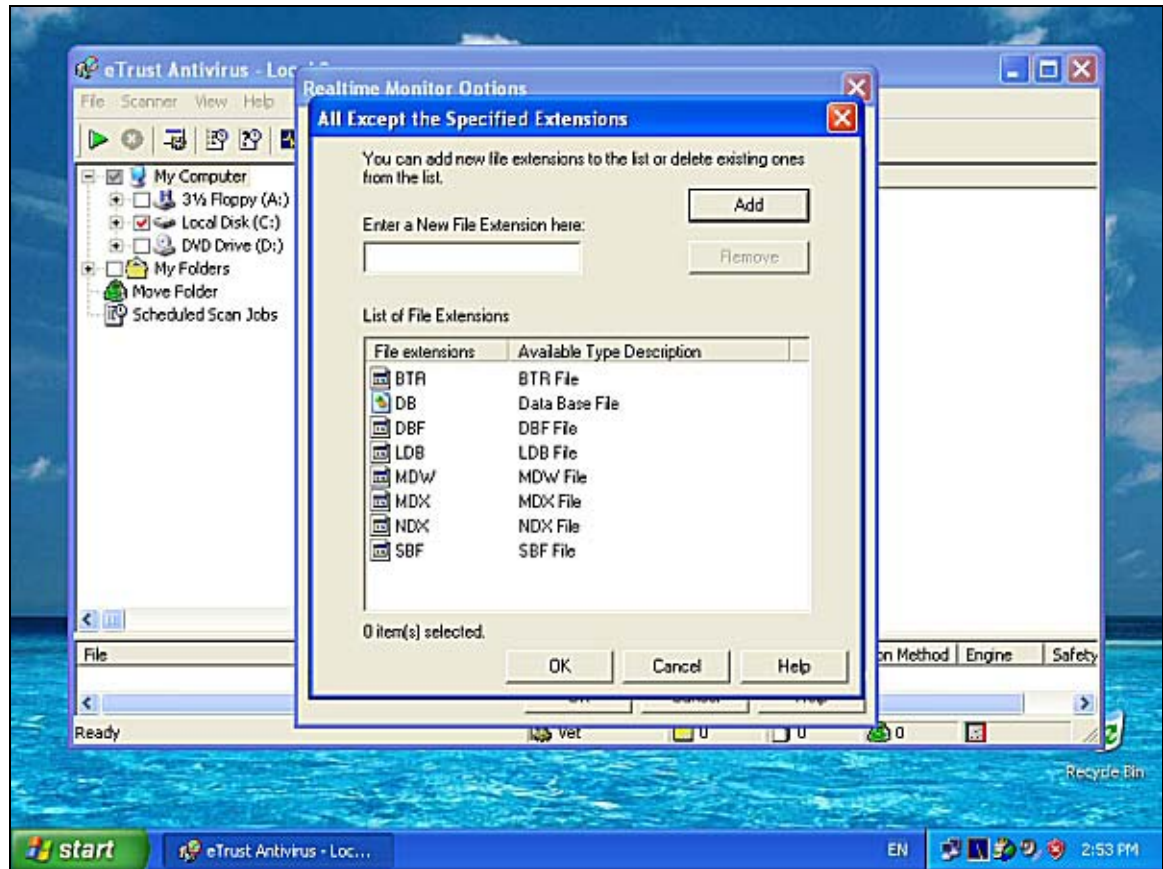 eTrust Antivirus - Loc
File Scanner View Help
Realtime Monitor Options
All Except the Specified Extensions
You can add new file extensions to the list or delete existing ones
from the list.
Add
Enter a New File Extension here:
Remove
My Computer
3½ Floppy (A:)
Local Disk (C:)
DVD Drive (D:)
My Folders
Move Folder
Scheduled Scan Jobs
List of File Extensions
File extensions Available Type Description
BTR BTR File
DB Data Base File
DBF DBF File
LDB LDB File
MDW MDW File
MDX MDX File
NDX NDX File
SBF SBF File
0 item(s) selected.
OK Cancel Help
File on Method Engine Safety
Ready Vet 0 0 0
Recycle Bin
start eTrust Antivirus - Loc... EN 2:53 PM